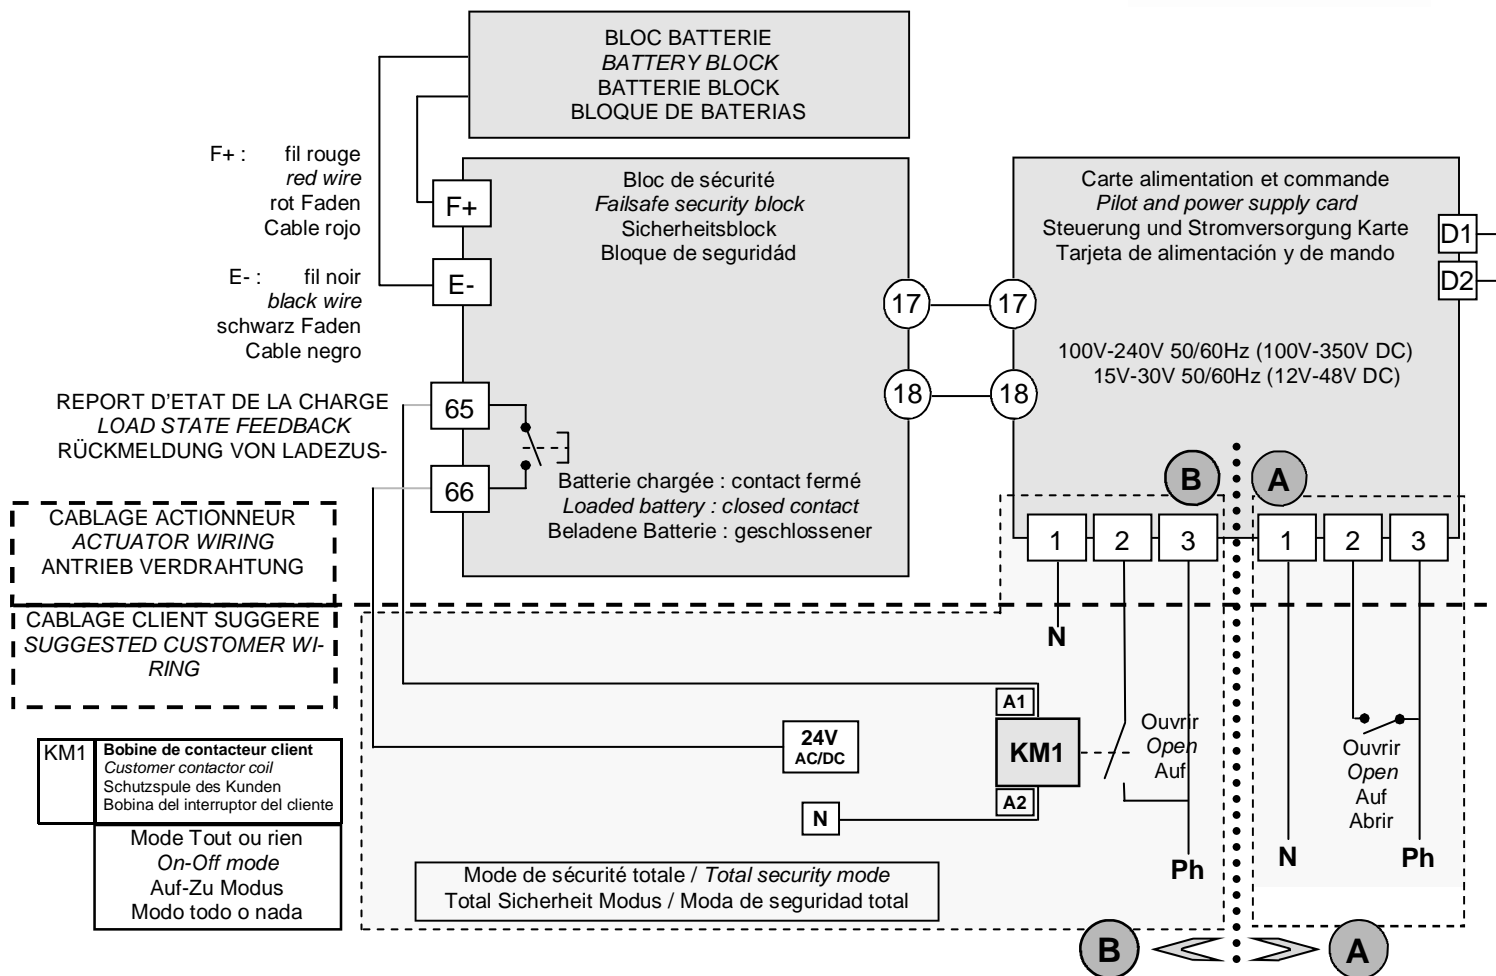 BLOC BATTERIE
BATTERY BLOCK
BATTERIE BLOCK
BLOQUE DE BATERIAS
F+ : fil rouge
red wire
rot Faden
Cable rojo
E- : fil noir
black wire
schwarz Faden
Cable negro
F+
E-
Bloc de sécurité
Failsafe security block
Sicherheitsblock
Bloque de seguridád
17
18
17
18
Carte alimentation et commande
Pilot and power supply card
Steuerung und Stromversorgung Karte
Tarjeta de alimentación y de mando
D1
D2
100V-240V 50/60Hz (100V-350V DC)
15V-30V 50/60Hz (12V-48V DC)
REPORT D'ETAT DE LA CHARGE
LOAD STATE FEEDBACK
RÜCKMELDUNG VON LADEZUS-
65
66
Batterie chargée : contact fermé
Loaded battery : closed contact
Beladene Batterie : geschlossener
B
A
1
2
3
1
2
3
CABLAGE ACTIONNEUR
ACTUATOR WIRING
ANTRIEB VERDRAHTUNG
CABLAGE CLIENT SUGGERE
SUGGESTED CUSTOMER WI-
RING
N
A1
KM1
A2
24V
AC/DC
N
Ouvrir
Open
Auf
Ph
Ouvrir
Open
Auf
Abrir
N
Ph
KM1
Bobine de contacteur client
Customer contactor coil
Schutzspule des Kunden
Bobina del interruptor del cliente
Mode Tout ou rien
On-Off mode
Auf-Zu Modus
Modo todo o nada
Mode de sécurité totale / Total security mode
Total Sicherheit Modus / Moda de seguridad total
B
A